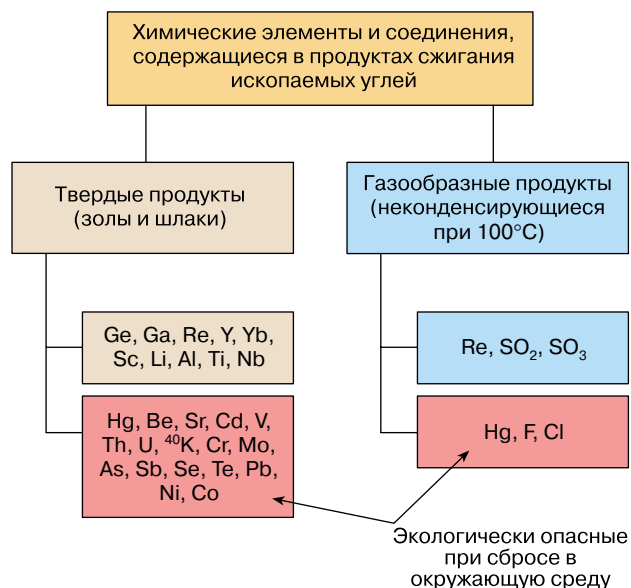 Химические элементы и соединения,
содержащиеся в продуктах сжигания
ископаемых углей
Твердые продукты
(золы и шлаки)
Газообразные продукты
(неконденсирующиеся
при 100°C)
Ge, Ga, Re, Y, Yb,
Sc, Li, Al, Ti, Nb
Re, SO₂, SO₃
Hg, Be, Sr, Cd, V,
Th, U, ⁴⁰K, Cr, Mo,
As, Sb, Se, Te, Pb,
Ni, Co
Hg, F, Cl
Экологически опасные
при сбросе в
окружающую среду